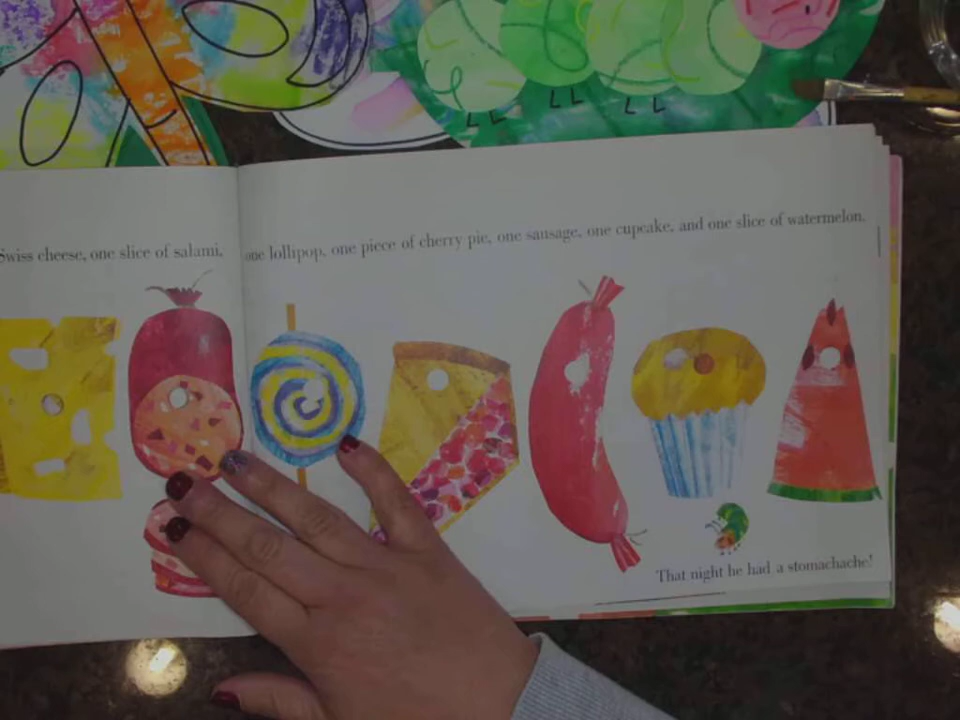 Swiss cheese, one slice of salami,
one lollipop, one piece of cherry pie, one sausage, one cupcake, and one slice of watermelon.
That night he had a stomachache!